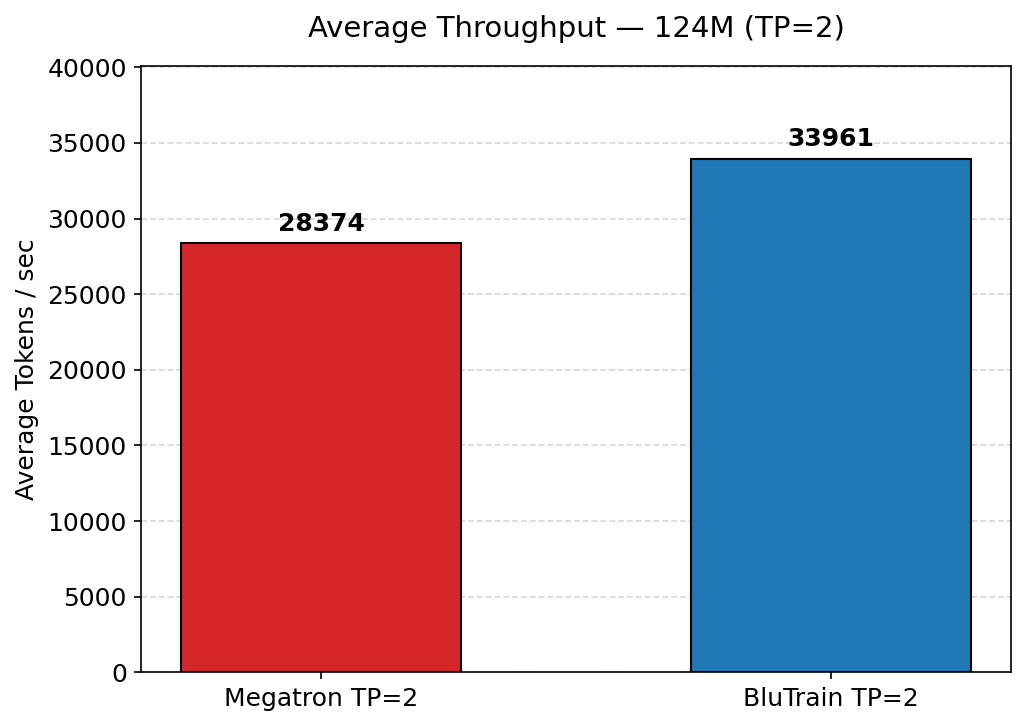 Average Throughput — 124M (TP=2)
Average Tokens / sec
40000
35000
30000
25000
20000
15000
10000
5000
0
28374
33961
Megatron TP=2
BluTrain TP=2